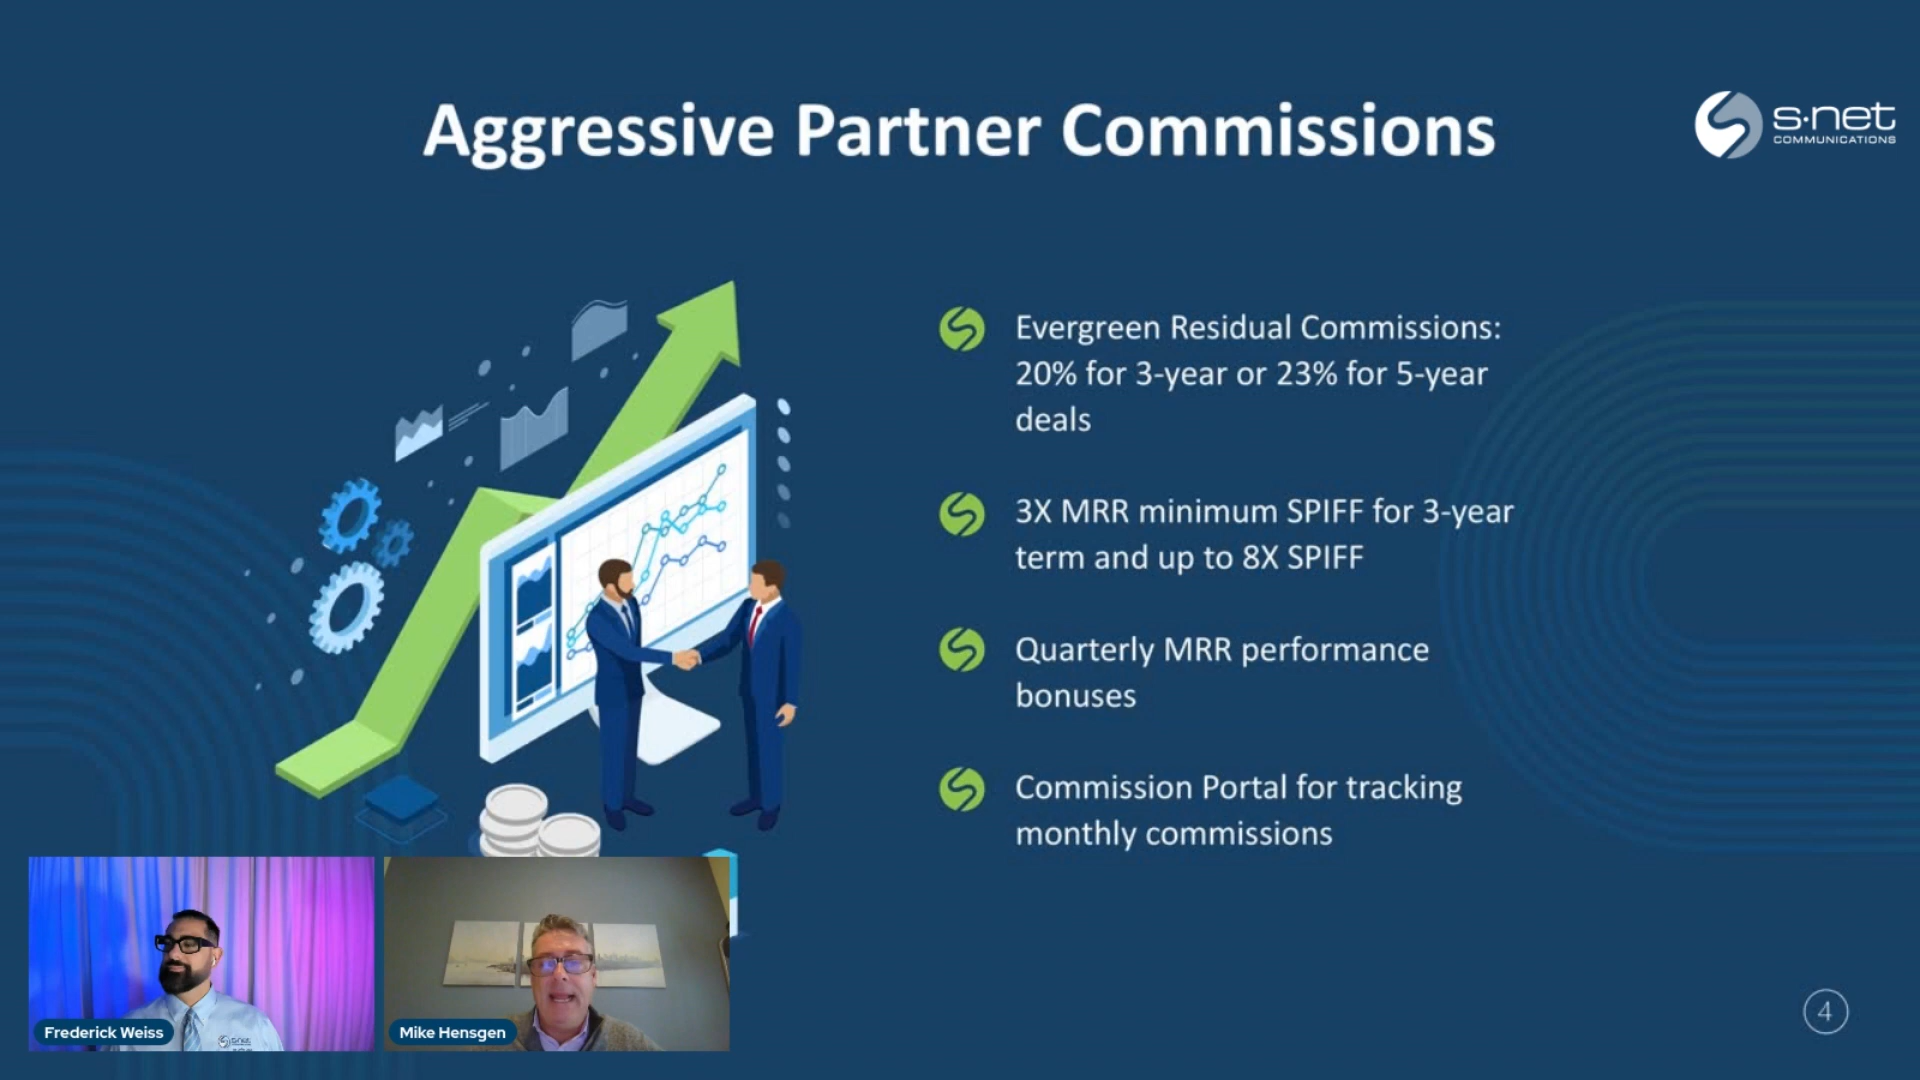 Aggressive Partner Commissions
s·net
COMMUNICATIONS
Evergreen Residual Commissions:
20% for 3-year or 23% for 5-year
deals
3X MRR minimum SPIFF for 3-year
term and up to 8X SPIFF
Quarterly MRR performance
bonuses
Commission Portal for tracking
monthly commissions
Frederick Weiss
s·net
Mike Hensgen
4